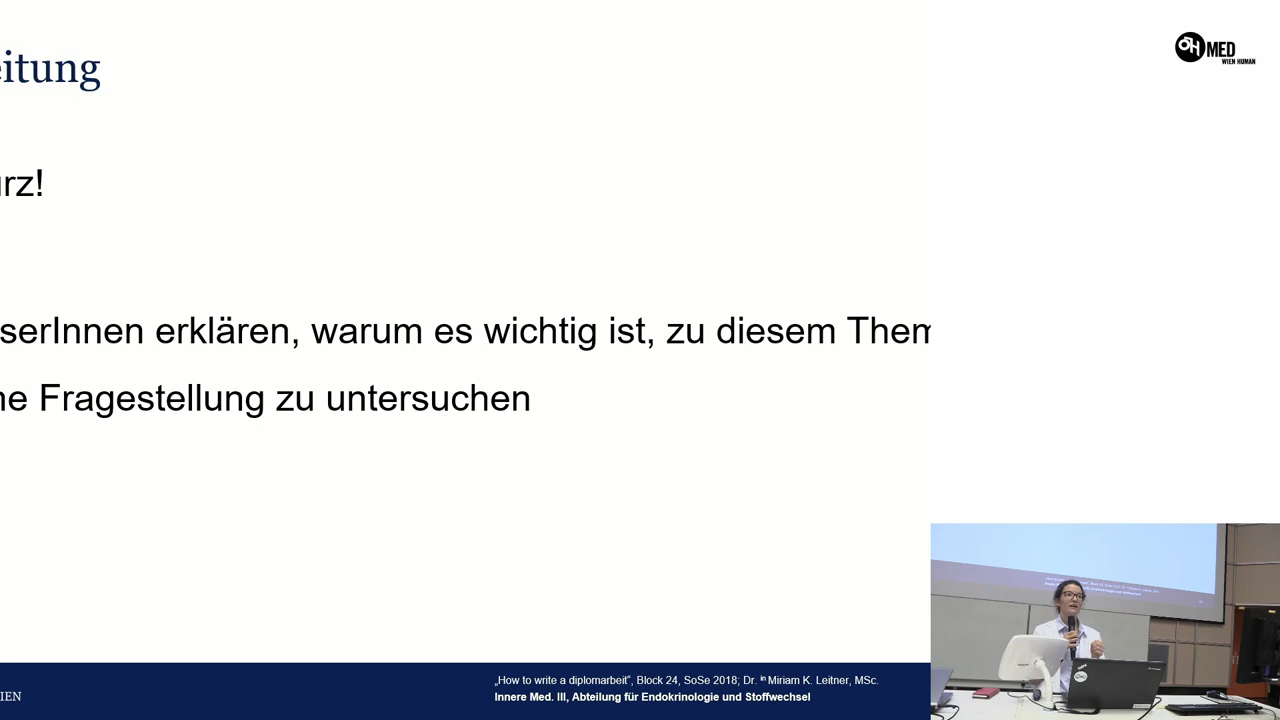 eitung
ÖH MED
WIEN HUMAN
urz!
serInnen erklären, warum es wichtig ist, zu diesem Them
ne Fragestellung zu untersuchen
IEN
„How to write a diplomarbeit“, Block 24, SoSe 2018; Dr. in Miriam K. Leitner, MSc.
Innere Med. III, Abteilung für Endokrinologie und Stoffwechsel